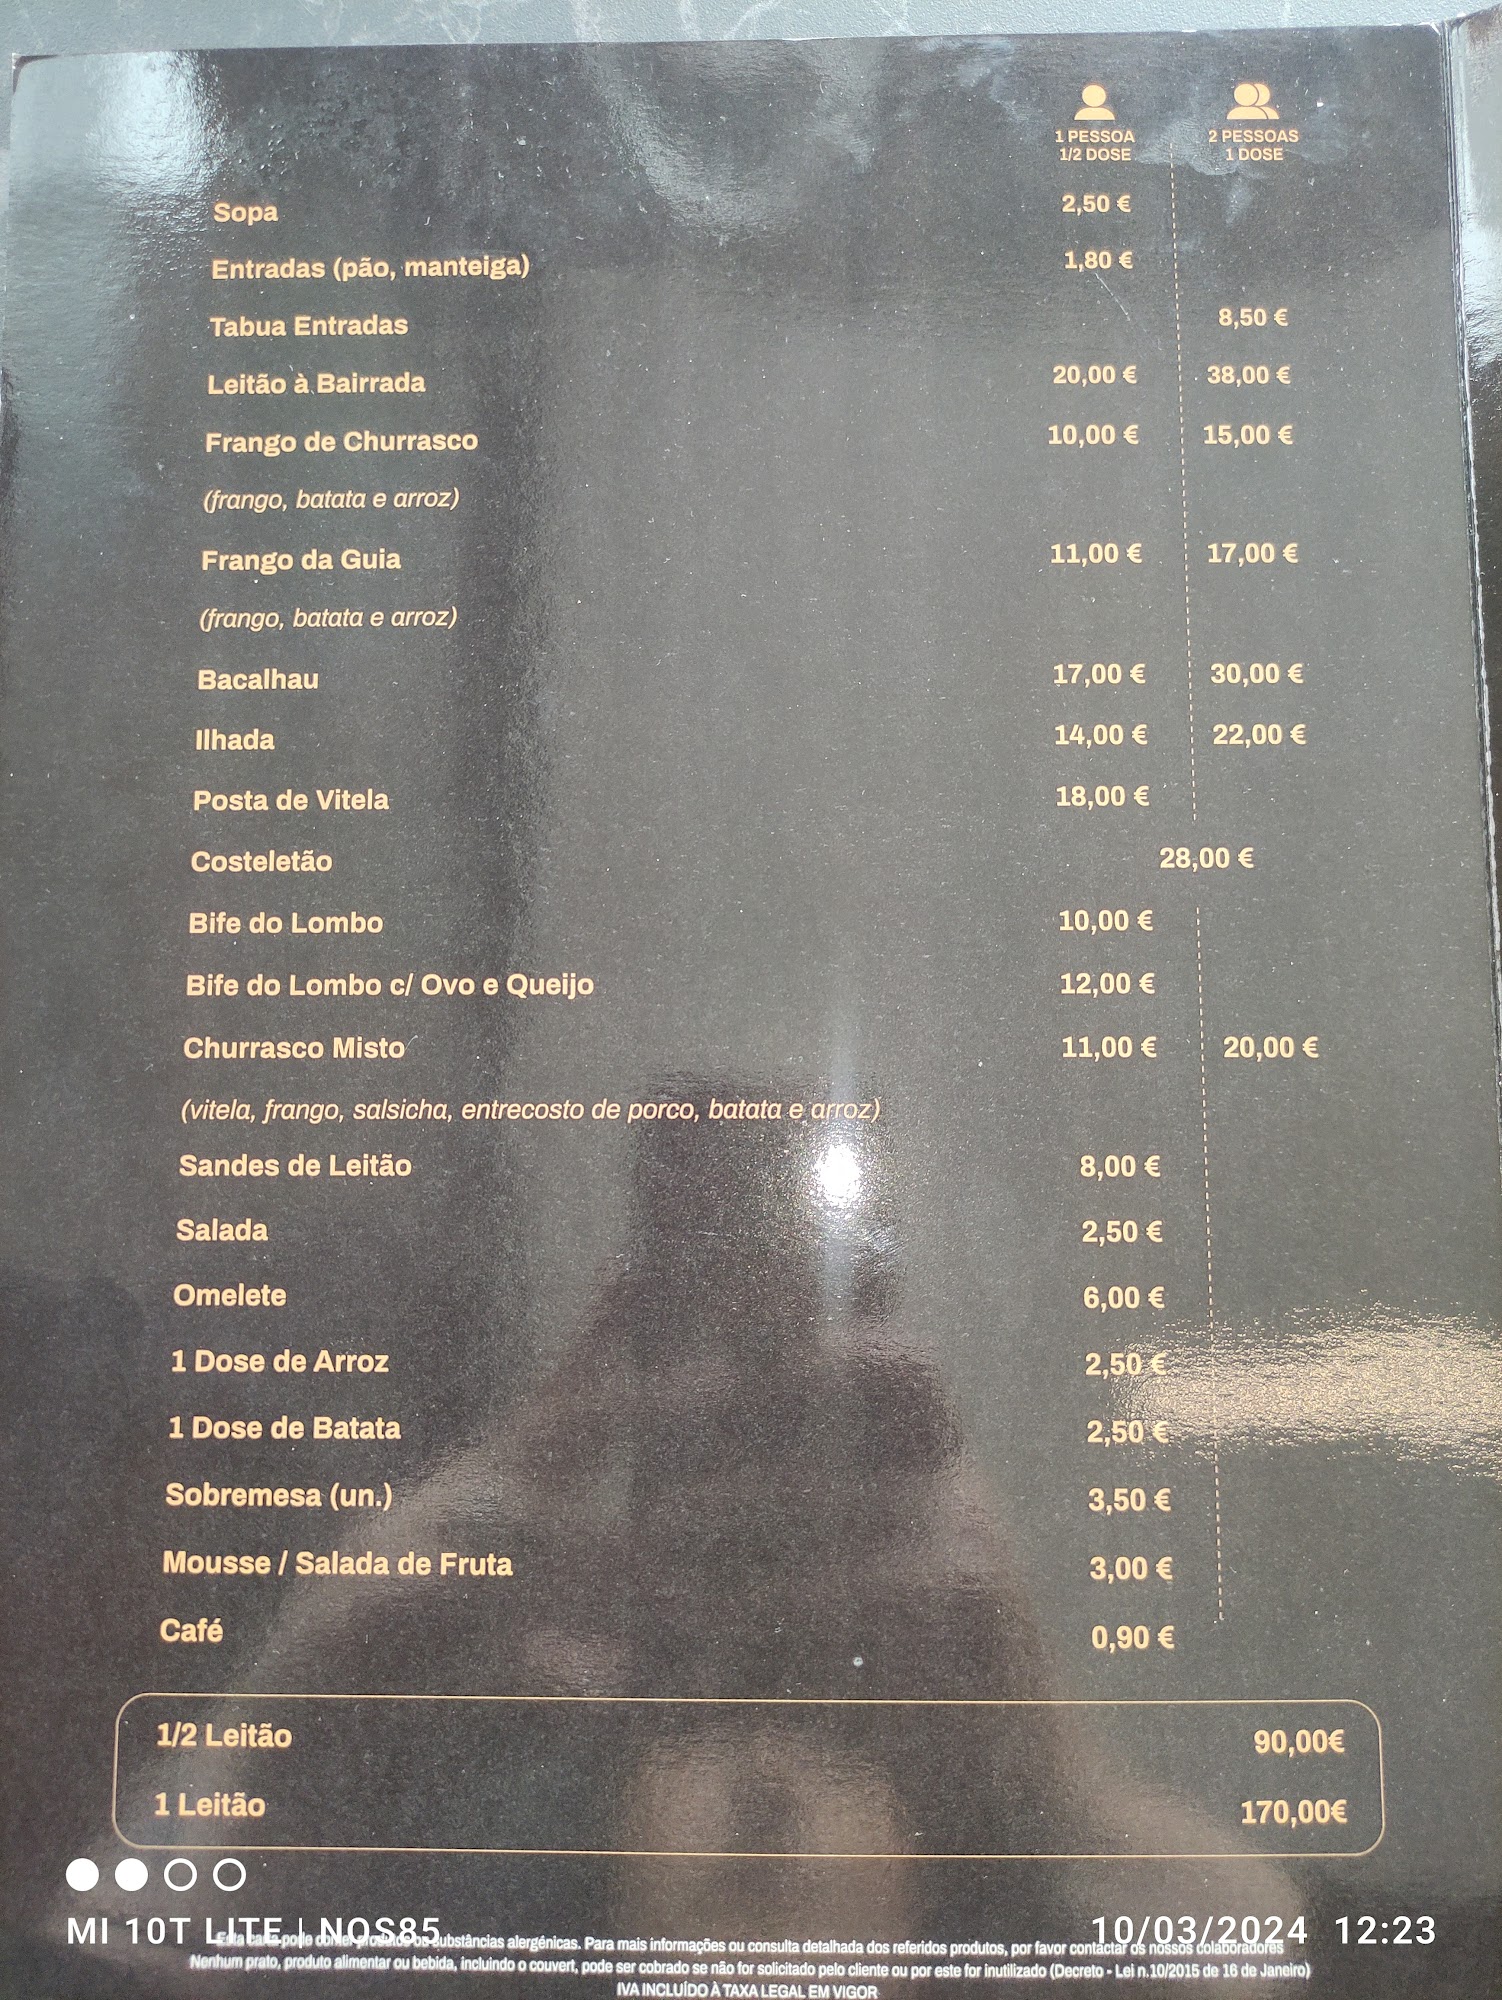 1 PESSOA 2 PESSOAS
1/2 DOSE 1 DOSE
Sopa 2,50 €
Entradas (pão, manteiga) 1,80 €
Tabua Entradas 8,50 €
Leitão à Bairrada 20,00 € 38,00 €
Frango de Churrasco 10,00 € 15,00 €
(frango, batata e arroz)
Frango da Guia 11,00 € 17,00 €
(frango, batata e arroz)
Bacalhau 17,00 € 30,00 €
Ilhada 14,00 € 22,00 €
Posta de Vitela 18,00 €
Costeletão 28,00 €
Bife do Lombo 10,00 €
Bife do Lombo c/ Ovo e Queijo 12,00 €
Churrasco Misto 11,00 € 20,00 €
(vitela, frango, salsicha, entrecosto de porco, batata e arroz)
Sandes de Leitão 8,00 €
Salada 2,50 €
Omelete 6,00 €
1 Dose de Arroz 2,50 €
1 Dose de Batata 2,50 €
Sobremesa (un.) 3,50 €
Mousse / Salada de Fruta 3,00 €
Café 0,90 €
1/2 Leitão 90,00€
1 Leitão 170,00€
MI 10T LITE | NOS85 10/03/2024 12:23
Esta casa pode conter produtos ou substâncias alergénicas. Para mais informações ou consulta detalhada dos referidos produtos, por favor contactar os nossos colaboradores
Nenhum prato, produto alimentar ou bebida, incluindo o couvert, pode ser cobrado se não for solicitado pelo cliente ou por este for inutilizado (Decreto - Lei n.10/2015 de 16 de Janeiro)
IVA INCLUÍDO À TAXA LEGAL EM VIGOR